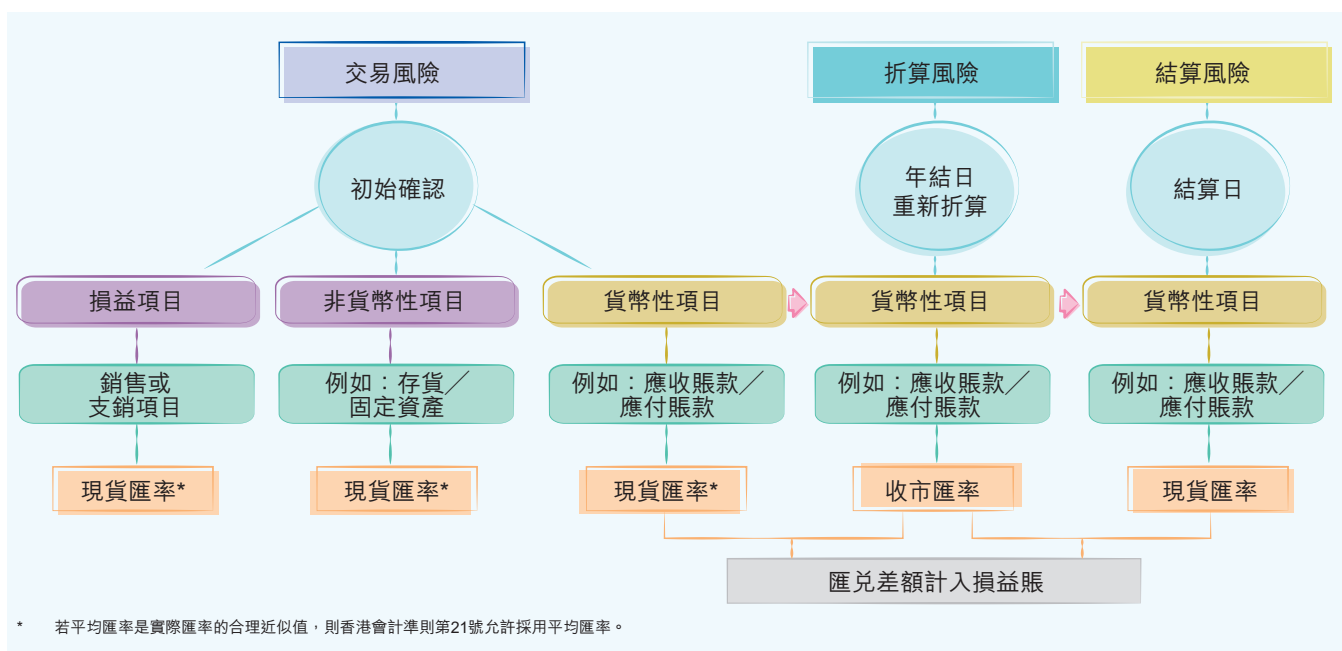 交易風險
折算風險
結算風險
初始確認
年結日
重新折算
結算日
損益項目
非貨幣性項目
貨幣性項目
貨幣性項目
貨幣性項目
銷售或
支銷項目
例如：存貨／
固定資產
例如：應收賬款／
應付賬款
例如：應收賬款／
應付賬款
例如：應收賬款／
應付賬款
現貨匯率*
現貨匯率*
現貨匯率*
收市匯率
現貨匯率
匯兌差額計入損益賬
* 若平均匯率是實際匯率的合理近似值，則香港會計準則第21號允許採用平均匯率。